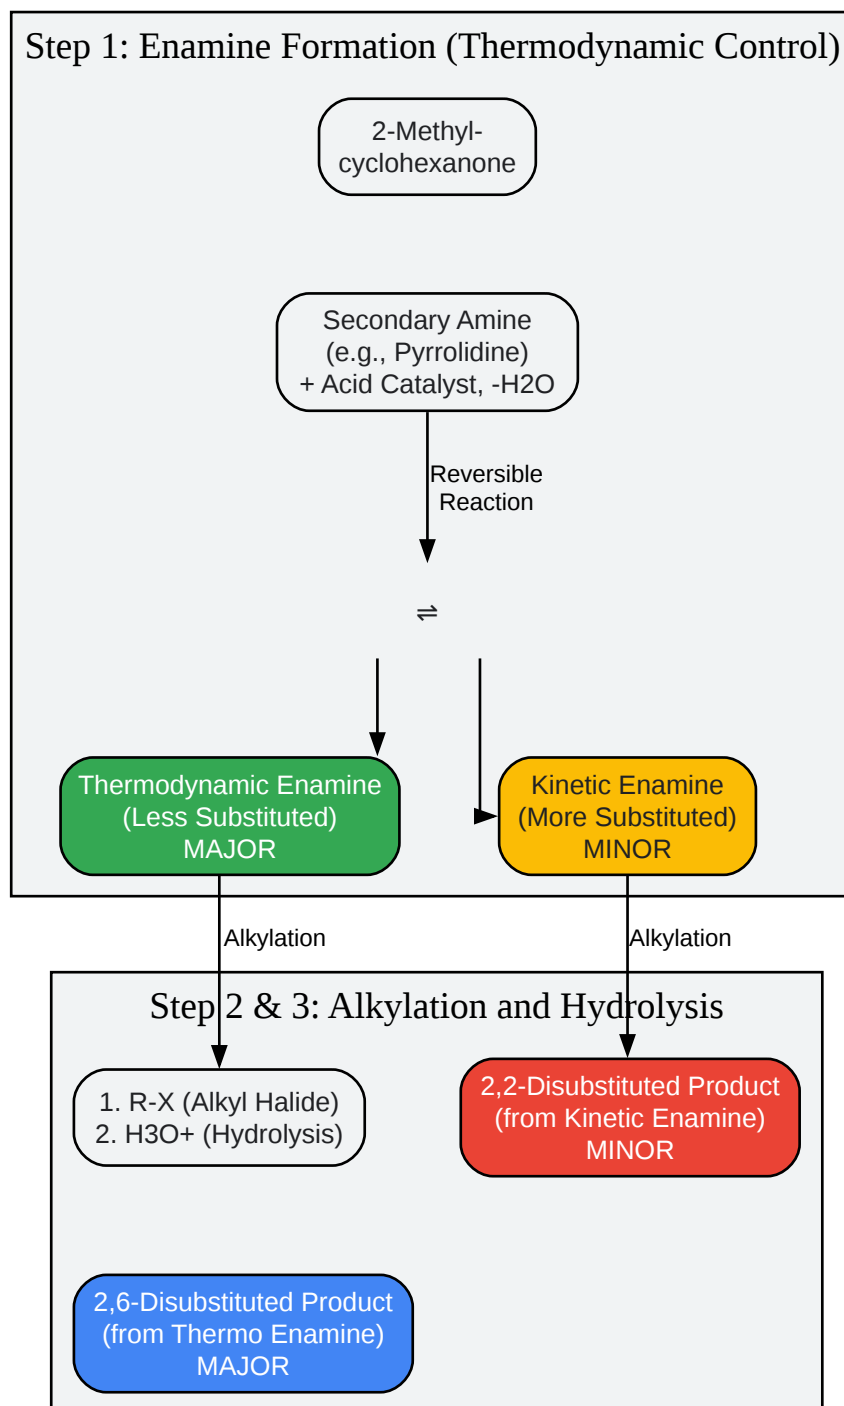 Step 1: Enamine Formation (Thermodynamic Control)
2-Methyl-
cyclohexanone
Secondary Amine
(e.g., Pyrrolidine)
+ Acid Catalyst, -H2O
Reversible
Reaction
⇌
Thermodynamic Enamine
(Less Substituted)
MAJOR
Kinetic Enamine
(More Substituted)
MINOR
Alkylation
Alkylation
Step 2 & 3: Alkylation and Hydrolysis
1. R-X (Alkyl Halide)
2. H3O+ (Hydrolysis)
2,2-Disubstituted Product
(from Kinetic Enamine)
MINOR
2,6-Disubstituted Product
(from Thermo Enamine)
MAJOR